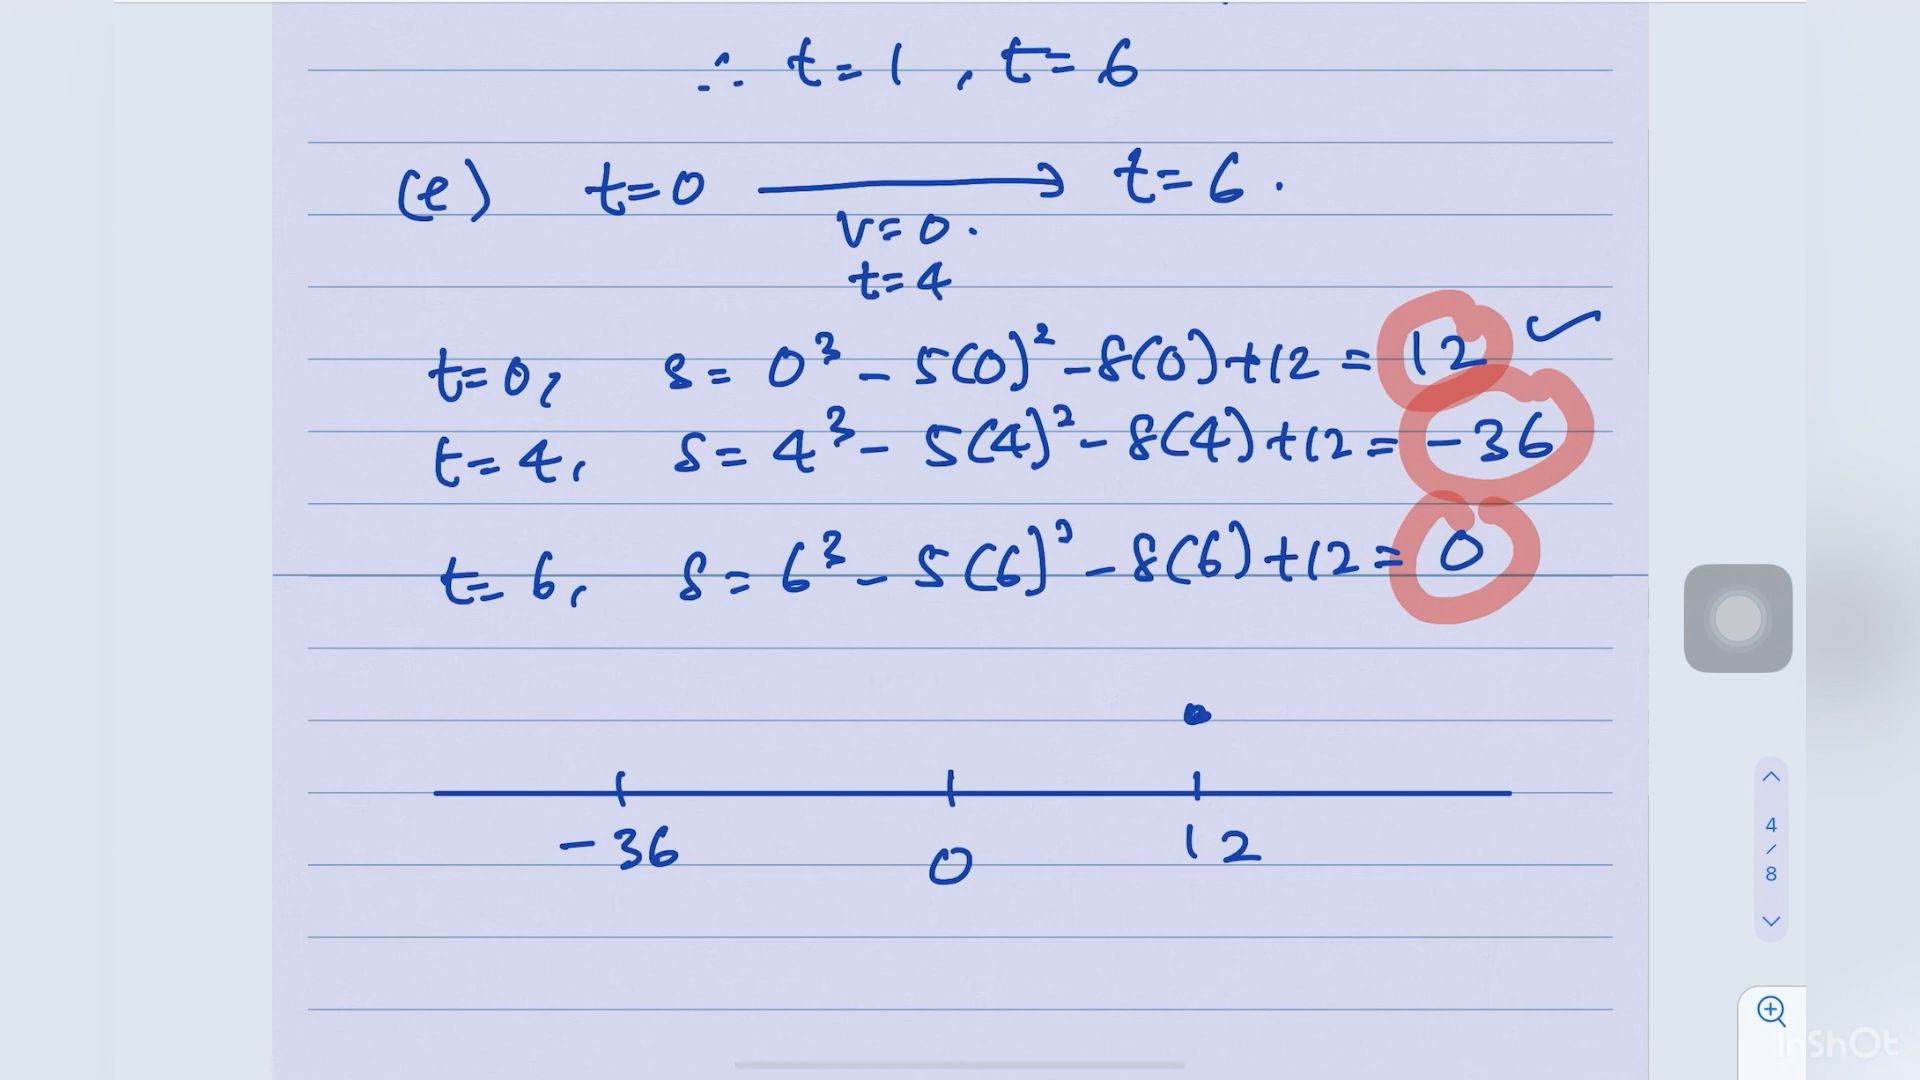 ∴ t=1, t=6
(e) t=0 → t=6.
v=0.
t=4
t=0, s= 0³ - 5(0)² - 8(0) + 12 = 12 ✓
t=4, s= 4³ - 5(4)² - 8(4) + 12 = -36
t=6, s= 6³ - 5(6)² - 8(6) + 12 = 0
-36 0 12
4
/
8
InShOt